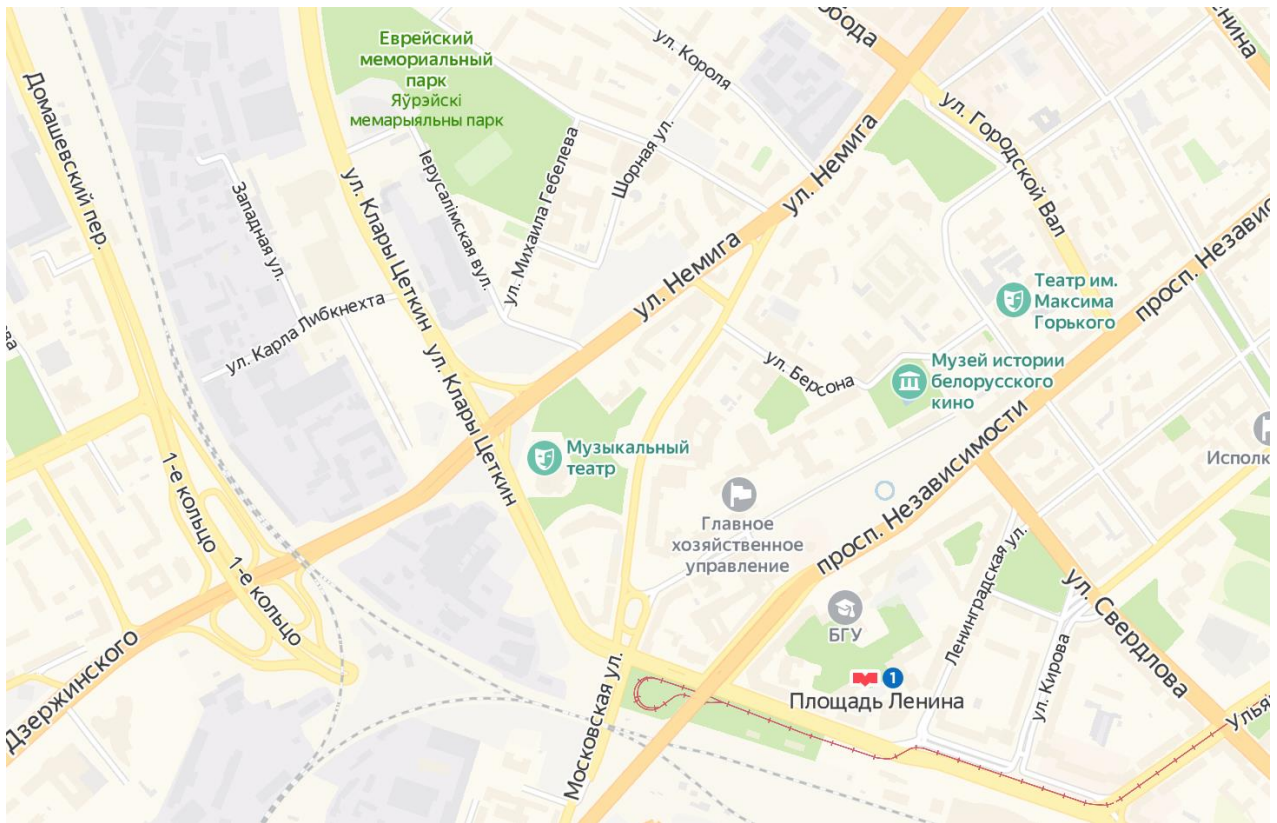 Еврейский
мемориальный
парк
Яўрэйскі
мемарыяльны парк
ул. Короля
ул. Городской Вал
Домашевский пер.
Западная ул.
ул. Клары Цеткин
Іерусалімская вул.
ул. Михаила Гебелева
Шорная ул.
ул. Немига
ул. Немига
просп. Независ
Театр им.
Максима
Горького
ул. Карла Либкнехта
ул. Клары Цеткин
ул. Берсона
Музей истории
белорусского
кино
Музыкальный
театр
1-е кольцо
1-е кольцо
Главное
хозяйственное
управление
просп. Независимости
Исполк
Ленинградская ул.
БГУ
ул. Свердлова
ул. Кирова
Дзержинского
Московская ул.
1
Площадь Ленина
Улья